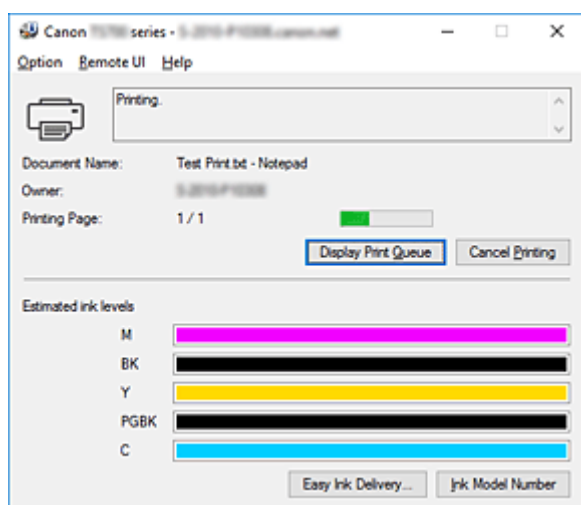 Canon series -
Option Remote UI Help
Printing.
Document Name: Test Print.txt - Notepad
Owner:
Printing Page: 1 / 1
Display Print Queue Cancel Printing
Estimated ink levels
M
BK
Y
PGBK
C
Easy Ink Delivery... Ink Model Number